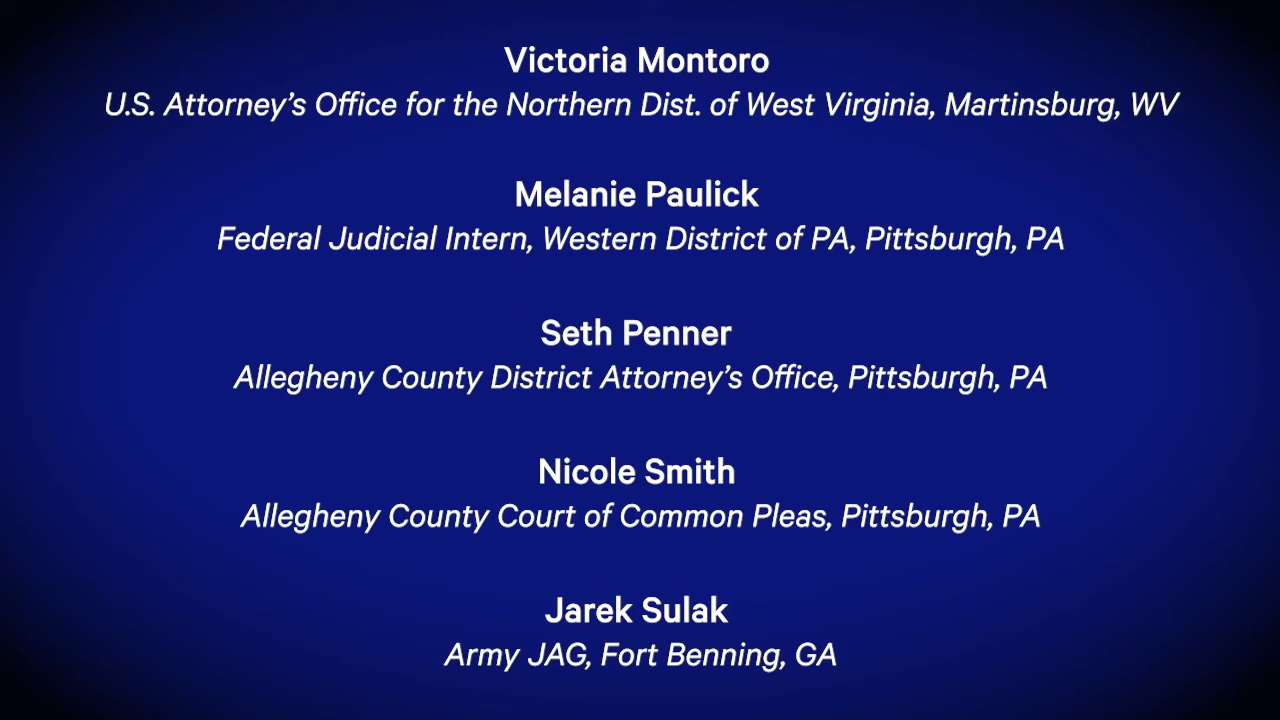 Victoria Montoro
U.S. Attorney’s Office for the Northern Dist. of West Virginia, Martinsburg, WV
Melanie Paulick
Federal Judicial Intern, Western District of PA, Pittsburgh, PA
Seth Penner
Allegheny County District Attorney’s Office, Pittsburgh, PA
Nicole Smith
Allegheny County Court of Common Pleas, Pittsburgh, PA
Jarek Sulak
Army JAG, Fort Benning, GA